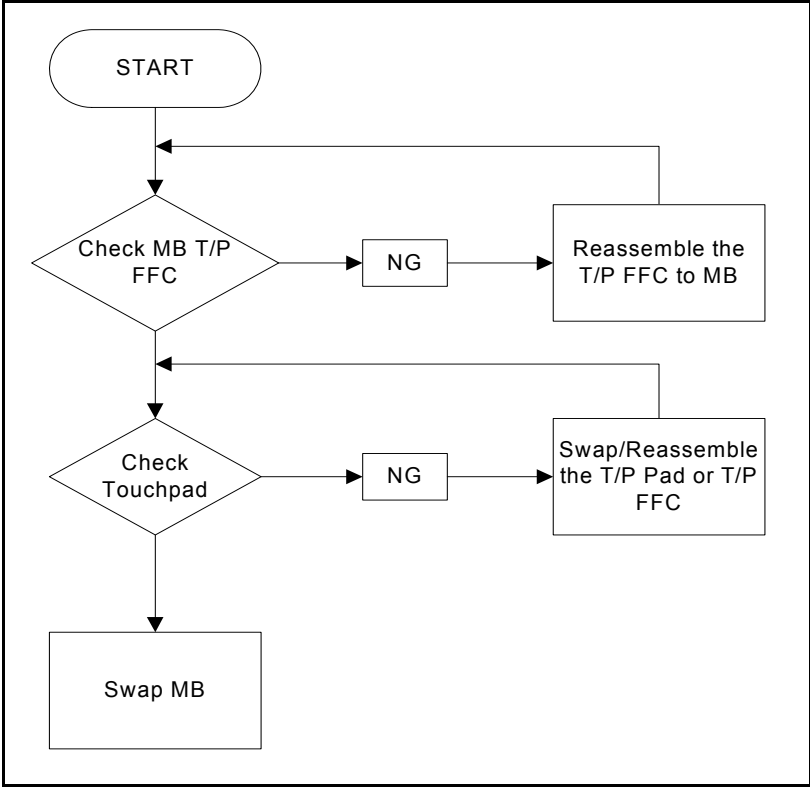 START
Check MB T/P
FFC
NG
Reassemble the
T/P FFC to MB
Check
Touchpad
NG
Swap/Reassemble
the T/P Pad or T/P
FFC
Swap MB